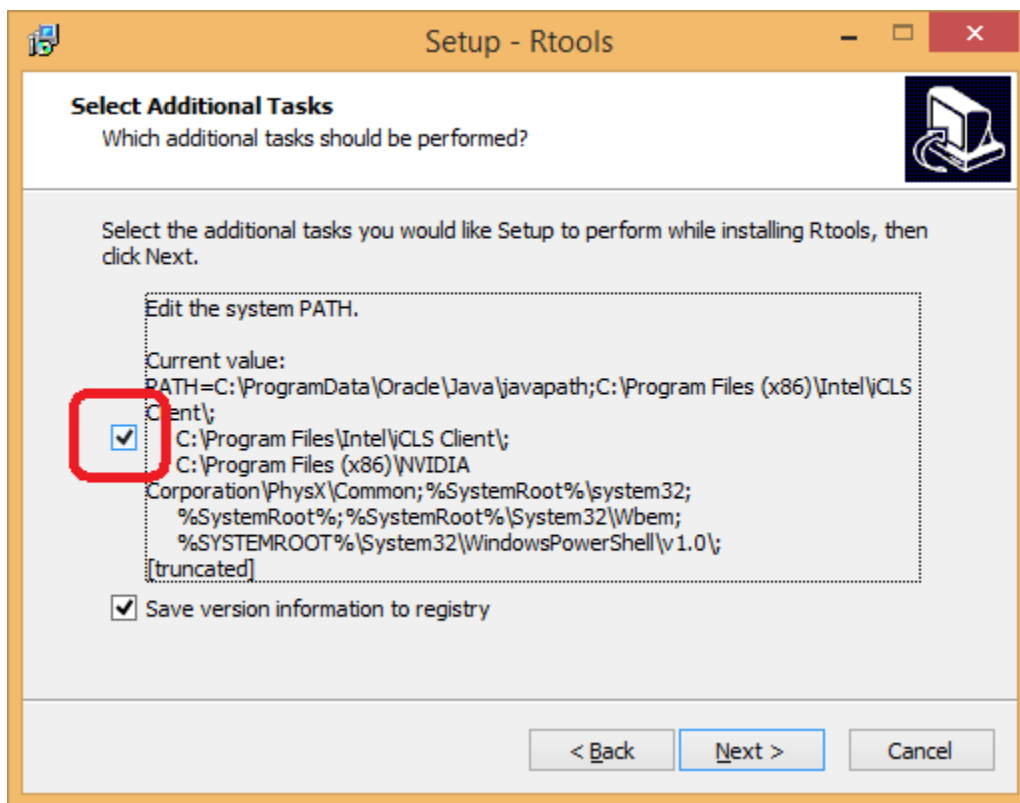 Setup - Rtools
Select Additional Tasks
Which additional tasks should be performed?
Select the additional tasks you would like Setup to perform while installing Rtools, then
click Next.
Edit the system PATH.
Current value:
PATH=C:\ProgramData\Oracle\Java\javapath;C:\Program Files (x86)\Intel\iCLS
Client\;
C:\Program Files\Intel\iCLS Client\;
C:\Program Files (x86)\NVIDIA
Corporation\PhysX\Common;%SystemRoot%\system32;
%SystemRoot%;%SystemRoot%\System32\Wbem;
%SYSTEMROOT%\System32\WindowsPowerShell\v1.0\;
[truncated]
Save version information to registry
< Back
Next >
Cancel